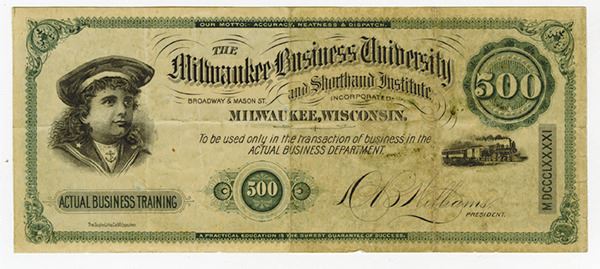 OUR MOTTO: ACCURACY, NEATNESS & DISPATCH.
THE
Milwaukee Business University
and Shorthand Institute,
BROADWAY & MASON ST. INCORPORATED
MILWAUKEE, WISCONSIN.
500
To be used only in the transaction of business in the
ACTUAL BUSINESS DEPARTMENT.
MDCCCLXXXXI
ACTUAL BUSINESS TRAINING
C 500 C
Williams
PRESIDENT.
A PRACTICAL EDUCATION IS THE SUREST GUARANTEE OF SUCCESS.